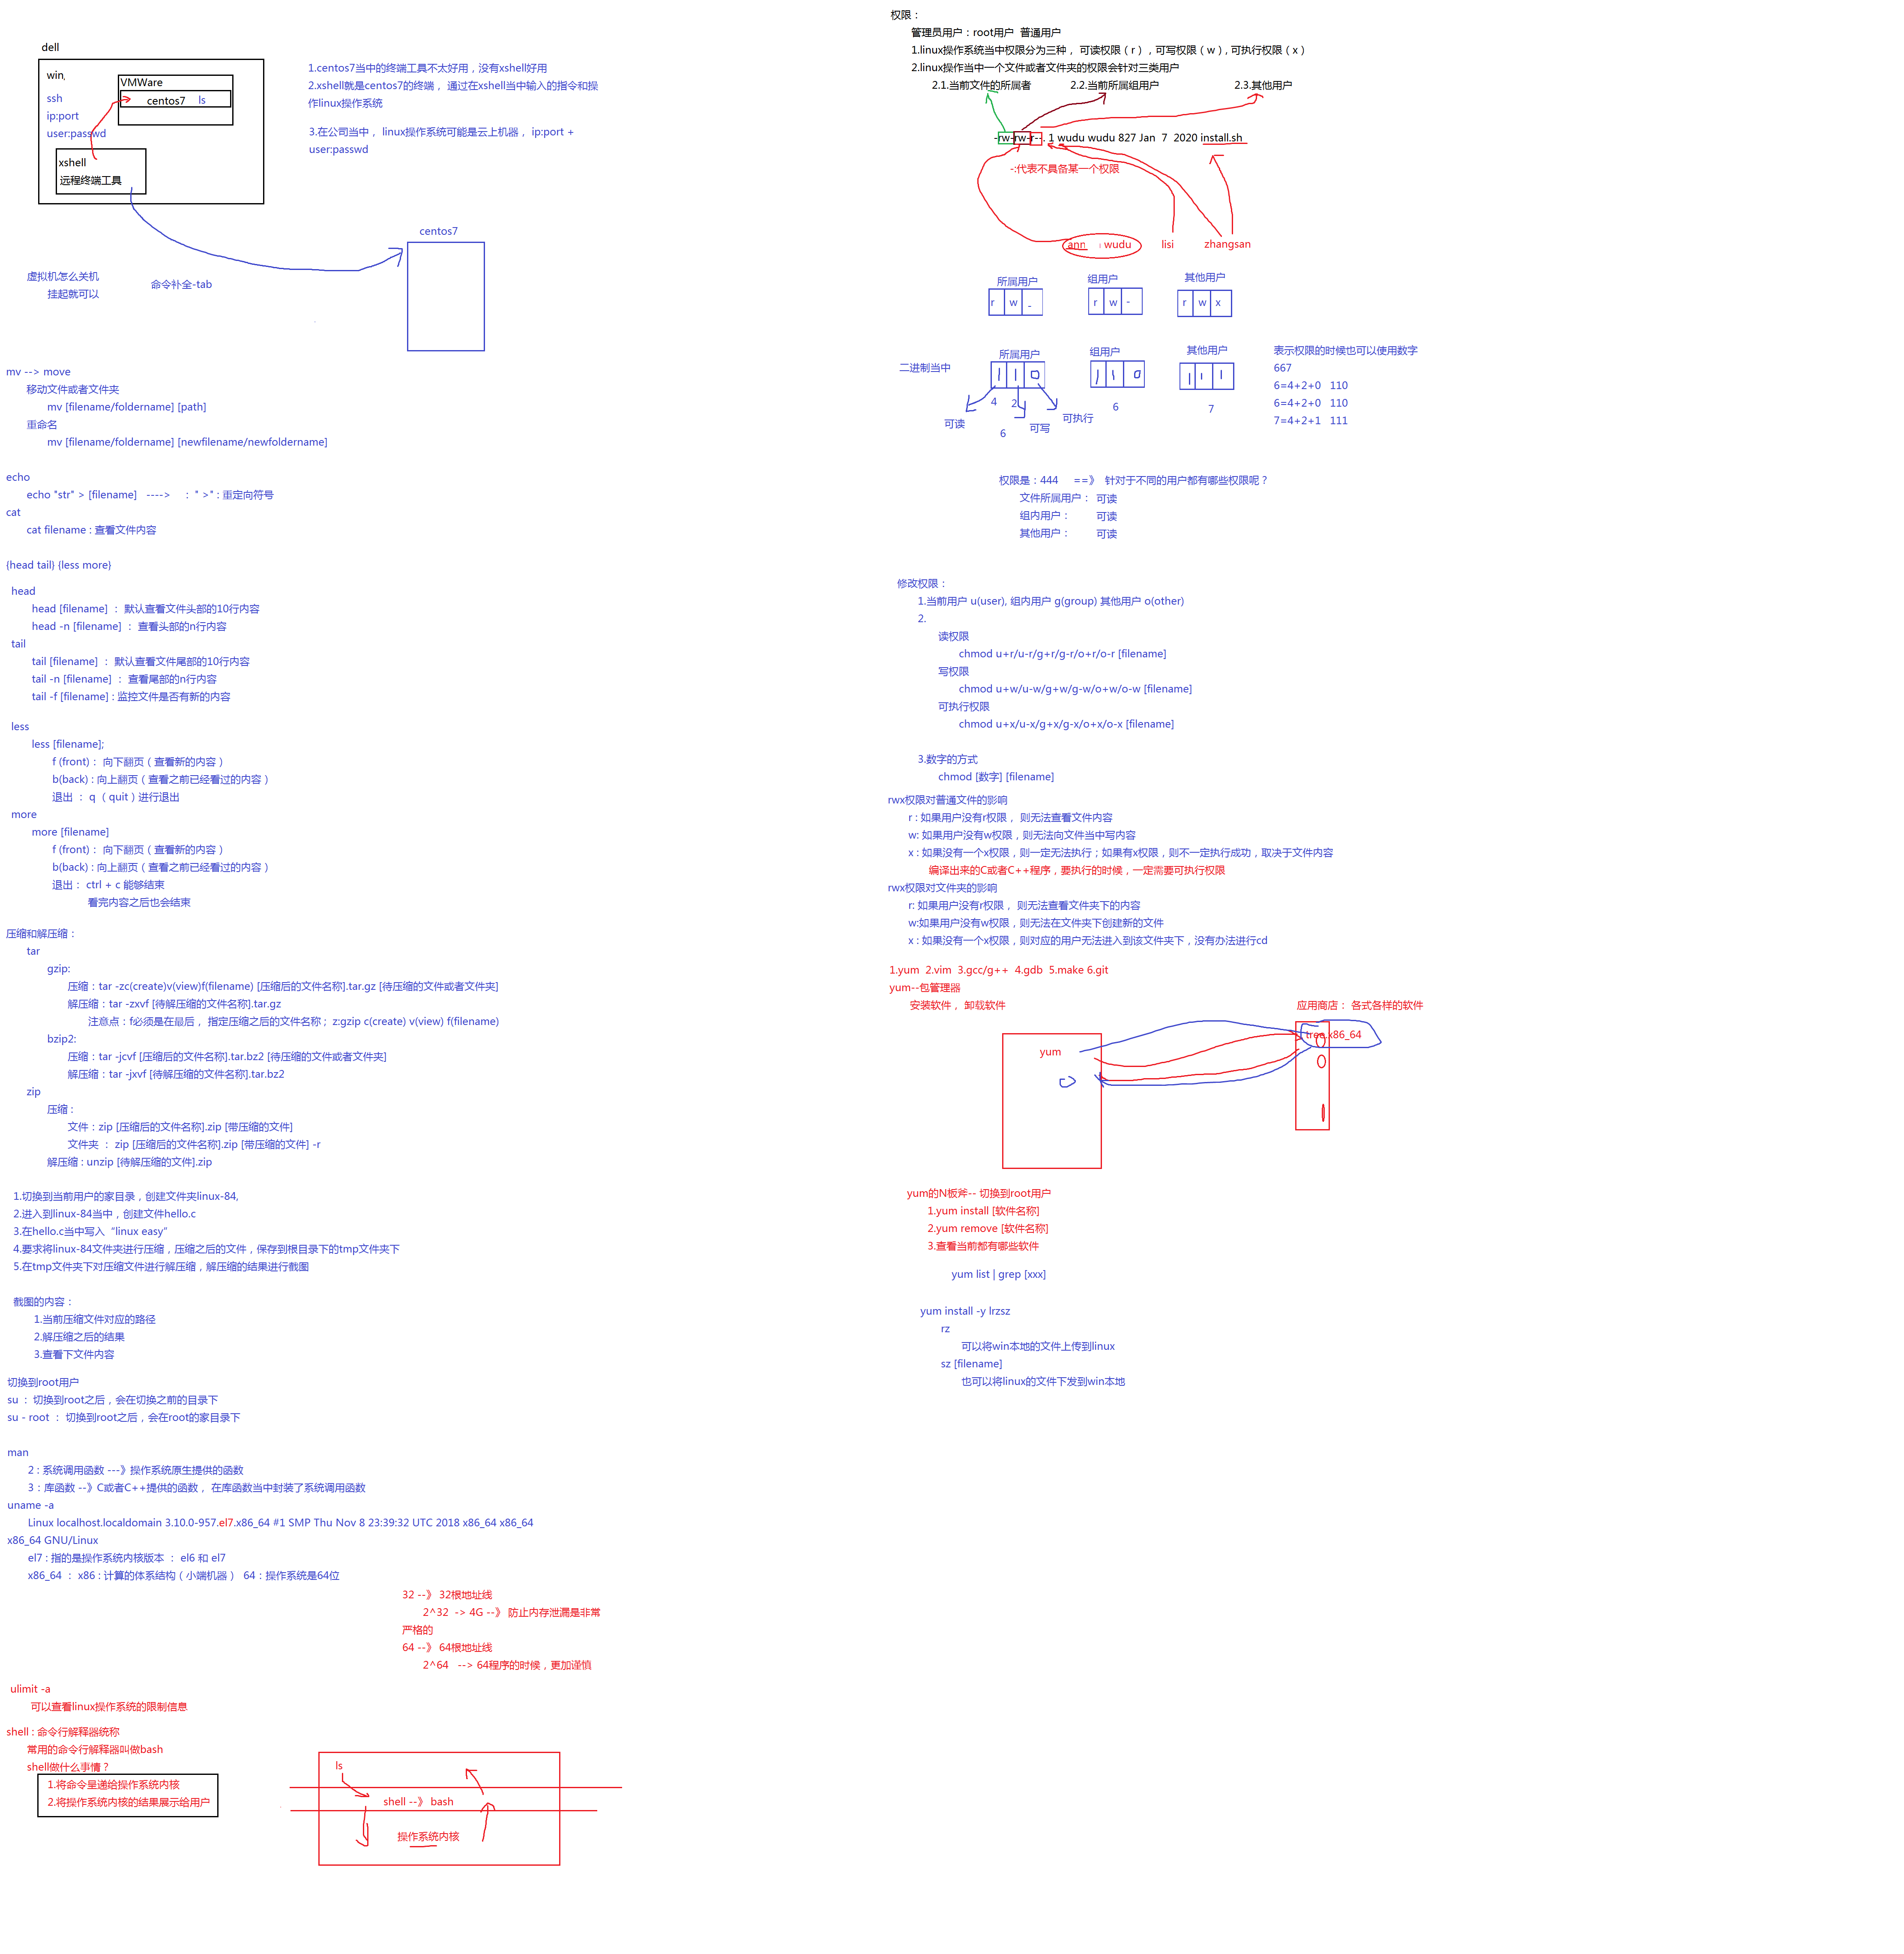 dell
win
VMWare
centos7 ls
ssh
ip:port
user:passwd
xshell
远程终端工具
1.centos7当中的终端工具不太好用，没有xshell好用
2.xshell就是centos7的终端， 通过在xshell当中输入的指令和操
作linux操作系统
3.在公司当中， linux操作系统可能是云上机器， ip:port +
user:passwd
centos7
虚拟机怎么关机
挂起就可以
命令补全-tab
mv --> move
移动文件或者文件夹
mv [filename/foldername] [path]
重命名
mv [filename/foldername] [newfilename/newfoldername]
echo
echo "str" > [filename] ----> : " >" : 重定向符号
cat
cat filename : 查看文件内容
{head tail} {less more}
head
head [filename] ： 默认查看文件头部的10行内容
head -n [filename] ： 查看头部的n行内容
tail
tail [filename] ： 默认查看文件尾部的10行内容
tail -n [filename] ： 查看尾部的n行内容
tail -f [filename] : 监控文件是否有新的内容
less
less [filename];
f (front)： 向下翻页（查看新的内容）
b(back) : 向上翻页（查看之前已经看过的内容）
退出 ： q （quit）进行退出
more
more [filename]
f (front)： 向下翻页（查看新的内容）
b(back) : 向上翻页（查看之前已经看过的内容）
退出： ctrl + c 能够结束
看完内容之后也会结束
压缩和解压缩：
tar
gzip:
压缩：tar -zc(create)v(view)f(filename) [压缩后的文件名称].tar.gz [待压缩的文件或者文件夹]
解压缩：tar -zxvf [待解压缩的文件名称].tar.gz
注意点：f必须是在最后， 指定压缩之后的文件名称； z:gzip c(create) v(view) f(filename)
bzip2:
压缩：tar -jcvf [压缩后的文件名称].tar.bz2 [待压缩的文件或者文件夹]
解压缩：tar -jxvf [待解压缩的文件名称].tar.bz2
zip
压缩：
文件：zip [压缩后的文件名称].zip [带压缩的文件]
文件夹 ： zip [压缩后的文件名称].zip [带压缩的文件] -r
解压缩 : unzip [待解压缩的文件].zip
1.切换到当前用户的家目录，创建文件夹linux-84,
2.进入到linux-84当中，创建文件hello.c
3.在hello.c当中写入“linux easy”
4.要求将linux-84文件夹进行压缩，压缩之后的文件，保存到根目录下的tmp文件夹下
5.在tmp文件夹下对压缩文件进行解压缩，解压缩的结果进行截图
截图的内容：
1.当前压缩文件对应的路径
2.解压缩之后的结果
3.查看下文件内容
切换到root用户
su ： 切换到root之后，会在切换之前的目录下
su - root ： 切换到root之后，会在root的家目录下
man
2 : 系统调用函数 ---》操作系统原生提供的函数
3：库函数 --》C或者C++提供的函数， 在库函数当中封装了系统调用函数
uname -a
Linux localhost.localdomain 3.10.0-957.el7.x86_64 #1 SMP Thu Nov 8 23:39:32 UTC 2018 x86_64 x86_64
x86_64 GNU/Linux
el7 : 指的是操作系统内核版本 ： el6 和 el7
x86_64 ： x86 : 计算的体系结构（小端机器） 64：操作系统是64位
32 --》 32根地址线
2^32 -> 4G --》 防止内存泄漏是非常
严格的
64 --》 64根地址线
2^64 --> 64程序的时候，更加谨慎
ulimit -a
可以查看linux操作系统的限制信息
shell : 命令行解释器统称
常用的命令行解释器叫做bash
shell做什么事情？
1.将命令量递给操作系统内核
2.将操作系统内核的结果展示给用户
ls
shell --》 bash
操作系统内核
权限：
管理员用户：root用户 普通用户
1.linux操作系统当中权限分为三种， 可读权限（r），可写权限（w），可执行权限（x）
2.linux操作当中一个文件或者文件夹的权限会针对三类用户
2.1.当前文件的所属者 2.2.当前所属组用户 2.3.其他用户
-rw-rw-r--. 1 wudu wudu 827 Jan 7 2020 install.sh
-:代表不具备某一个权限
wudu lisi zhangsan
所属用户 组用户 其他用户
r w - r w - r w x
所属用户 组用户 其他用户
二进制当中
1 1 0 1 1 0 1 1 1
4 2
6 6 7
可读 可写 可执行
表示权限的时候也可以使用数字
667
6=4+2+0 110
6=4+2+0 110
7=4+2+1 111
权限是：444 ==》 针对于不同的用户都有哪些权限呢？
文件所属用户： 可读
组内用户： 可读
其他用户： 可读
修改权限：
1.当前用户 u(user), 组内用户 g(group) 其他用户 o(other)
2.
读权限
chmod u+r/u-r/g+r/g-r/o+r/o-r [filename]
写权限
chmod u+w/u-w/g+w/g-w/o+w/o-w [filename]
可执行权限
chmod u+x/u-x/g+x/g-x/o+x/o-x [filename]
3.数字的方式
chmod [数字] [filename]
rwx权限对普通文件的影响
r : 如果用户没有r权限， 则无法查看文件内容
w: 如果用户没有w权限，则无法向文件当中写内容
x : 如果没有一个x权限，则一定无法执行；如果有x权限，则不一定执行成功，取决于文件内容
编译出来的C或者C++程序，要执行的时候，一定需要可执行权限
rwx权限对文件夹的影响
r: 如果用户没有r权限， 则无法查看文件夹下的内容
w:如果用户没有w权限，则无法在文件夹下创建新的文件
x : 如果没有一个x权限，则对应的用户无法进入到该文件夹下，没有办法进行cd
1.yum 2.vim 3.gcc/g++ 4.gdb 5.make 6.git
yum--包管理器
安装软件， 卸载软件
应用商店： 各式各样的软件
yum
tree.x86_64
yum的N板斧-- 切换到root用户
1.yum install [软件名称]
2.yum remove [软件名称]
3.查看当前都有哪些软件
yum list | grep [xxx]
yum install -y lrzsz
rz
可以将win本地的文件上传到linux
sz [filename]
也可以将linux的文件下发到win本地